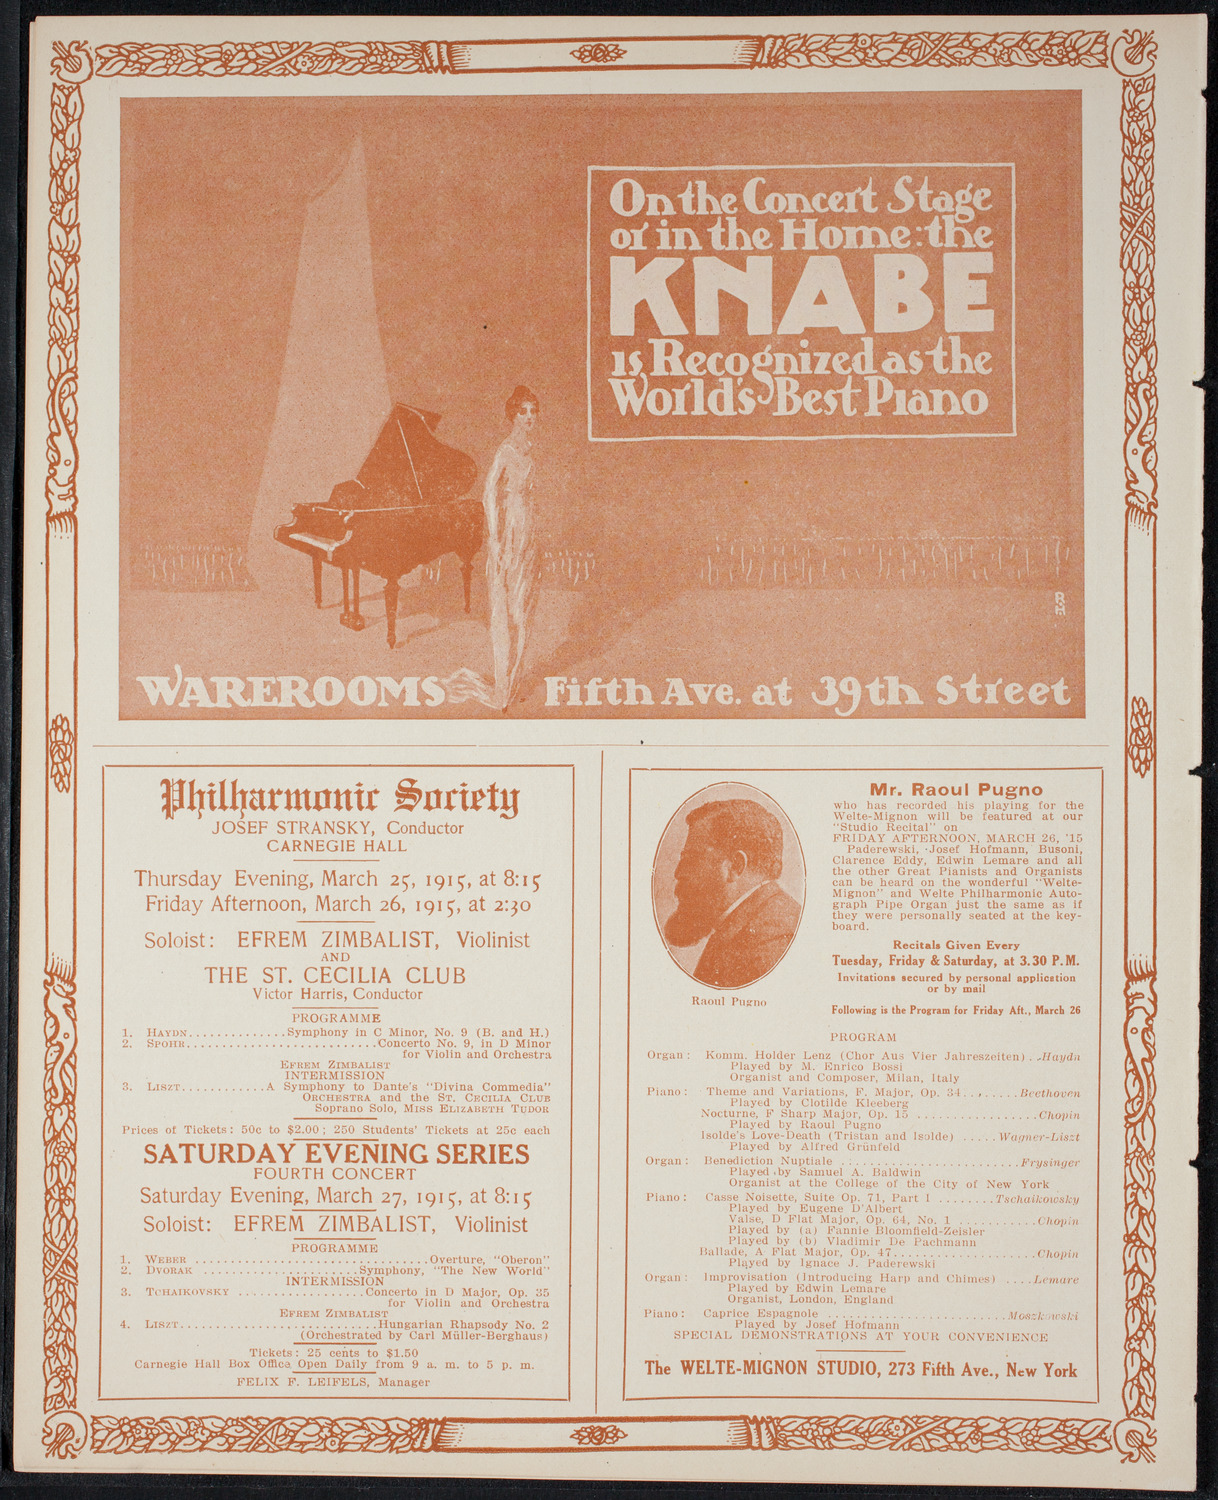 On the Concert Stage
or in the Home: the
KNABE
is Recognized as the
World's Best Piano
WAREROOMS Fifth Ave. at 39th Street
Philharmonic Society
JOSEF STRANSKY, Conductor
CARNEGIE HALL
Thursday Evening, March 25, 1915, at 8:15
Friday Afternoon, March 26, 1915, at 2:30
Soloist: EFREM ZIMBALIST, Violinist
AND
THE ST. CECILIA CLUB
Victor Harris, Conductor
PROGRAMME
1. HAYDN..............Symphony in C Minor, No. 9 (B. and H.)
2. SPOHR..........................Concerto No. 9, in D Minor
for Violin and Orchestra
EFREM ZIMBALIST
INTERMISSION
3. LISZT............A Symphony to Dante's "Divina Commedia"
ORCHESTRA and the ST. CECILIA CLUB
Soprano Solo, MISS ELIZABETH TUDOR
Prices of Tickets: 50c to $2.00; 250 Students' Tickets at 25c each
SATURDAY EVENING SERIES
FOURTH CONCERT
Saturday Evening, March 27, 1915, at 8:15
Soloist: EFREM ZIMBALIST, Violinist
PROGRAMME
1. WEBER ................................Overture, "Oberon"
2. DVORAK .....................Symphony, "The New World"
INTERMISSION
3. TCHAIKOVSKY .................Concerto in D Major, Op. 35
for Violin and Orchestra
EFREM ZIMBALIST
4. LISZT...........................Hungarian Rhapsody No. 2
(Orchestrated by Carl Müller-Berghaus)
Tickets: 25 cents to $1.50
Carnegie Hall Box Office Open Daily from 9 a. m. to 5 p. m.
FELIX F. LEIFELS, Manager
Mr. Raoul Pugno
who has recorded his playing for the
Welte-Mignon will be featured at our
"Studio Recital" on
FRIDAY AFTERNOON, MARCH 26, '15
Paderewski, Josef Hofmann, Busoni,
Clarence Eddy, Edwin Lemare and all
the other Great Pianists and Organists
can be heard on the wonderful "Welte-
Mignon" and Welte Philharmonic Auto-
graph Pipe Organ just the same as if
they were personally seated at the key-
board.
Recitals Given Every
Tuesday, Friday & Saturday, at 3.30 P.M.
Invitations secured by personal application
or by mail
Raoul Pugno
Following is the Program for Friday Aft., March 26
PROGRAM
Organ: Komm. Holder Lenz (Chor Aus Vier Jahreszeiten)..Haydn
Played by M. Enrico Bossi
Organist and Composer, Milan, Italy
Piano: Theme and Variations, F. Major, Op. 34........Beethoven
Played by Clotilde Kleeberg
Nocturne, F Sharp Major, Op. 15 ................Chopin
Played by Raoul Pugno
Isolde's Love-Death (Tristan and Isolde) .....Wagner-Liszt
Played by Alfred Grünfeld
Organ: Benediction Nuptiale ........................Frysinger
Played by Samuel A. Baldwin
Organist at the College of the City of New York
Piano: Casse Noisette, Suite Op. 71, Part 1 ........Tschaikowsky
Played by Eugene D'Albert
Valse, D Flat Major, Op. 64, No. 1 ...........Chopin
Played by (a) Fannie Bloomfield-Zeisler
Played by (b) Vladimir De Pachmann
Ballade, A Flat Major, Op. 47....................Chopin
Played by Ignace J. Paderewski
Organ: Improvisation (Introducing Harp and Chimes) ....Lemare
Played by Edwin Lemare
Organist, London, England
Piano: Caprice Espagnole ........................Moszkowski
Played by Josef Hofmann
SPECIAL DEMONSTRATIONS AT YOUR CONVENIENCE
The WELTE-MIGNON STUDIO, 273 Fifth Ave., New York